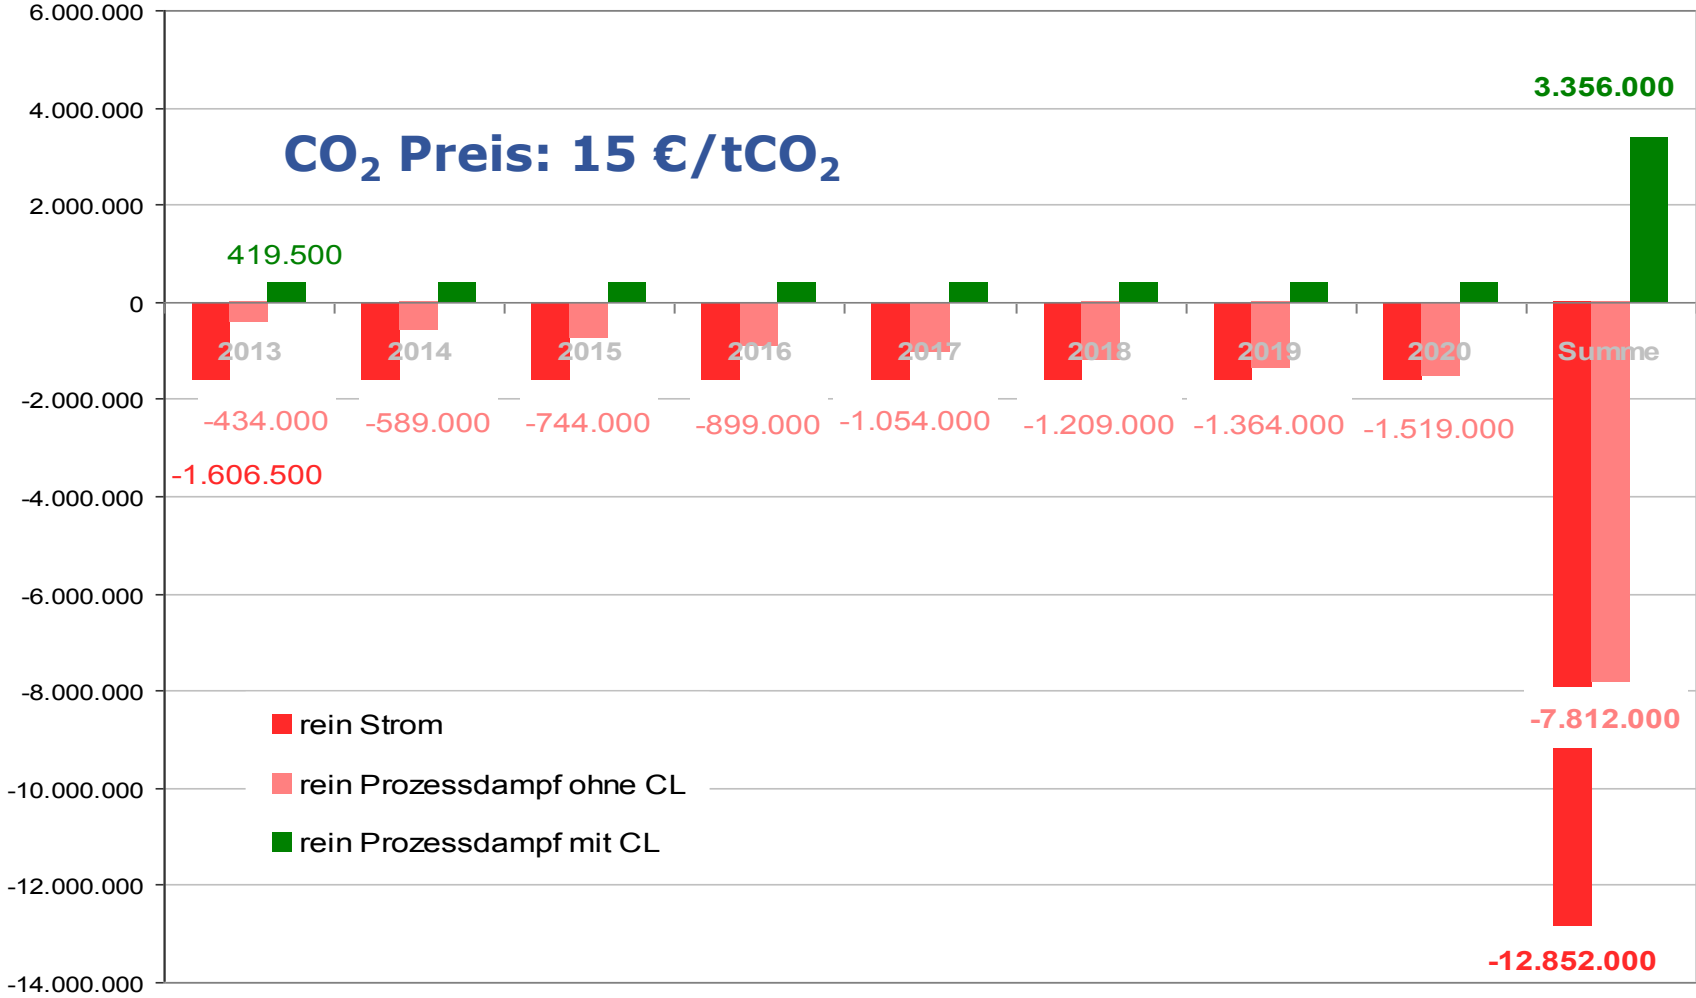 6.000.000
4.000.000
2.000.000
0
-2.000.000
-4.000.000
-6.000.000
-8.000.000
-10.000.000
-12.000.000
-14.000.000
CO₂ Preis: 15 €/tCO₂
3.356.000
419.500
2013 2014 2015 2016 2017 2018 2019 2020 Summe
-434.000 -589.000 -744.000 -899.000 -1.054.000 -1.209.000 -1.364.000 -1.519.000
-1.606.500
-7.812.000
-12.852.000
rein Strom
rein Prozessdampf ohne CL
rein Prozessdampf mit CL